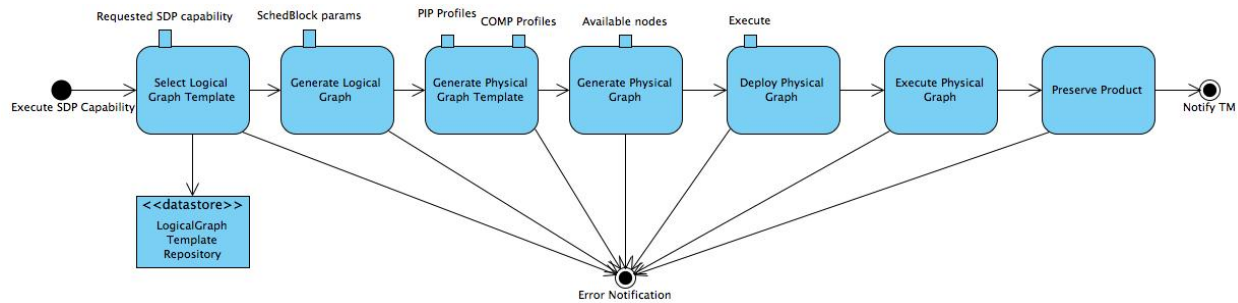 Requested SDP capability
SchedBlock params
PIP Profiles
COMP Profiles
Available nodes
Execute
Execute SDP Capability
Select Logical
Graph Template
Generate Logical
Graph
Generate Physical
Graph Template
Generate Physical
Graph
Deploy Physical
Graph
Execute Physical
Graph
Preserve Product
Notify TM
<<datastore>>
LogicalGraph
Template
Repository
Error Notification